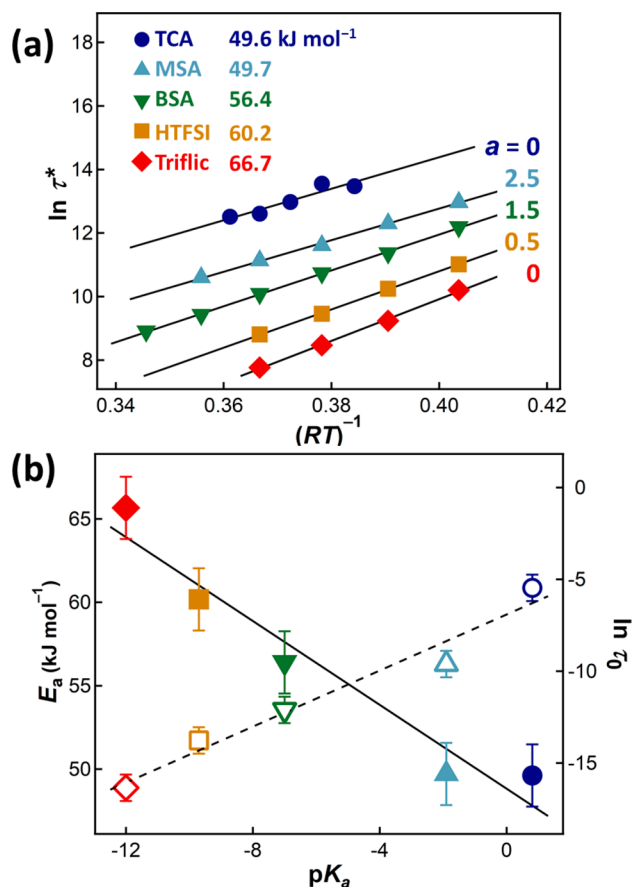 (a)
ln τ*
TCA 49.6 kJ mol⁻¹
MSA 49.7
BSA 56.4
HTFSI 60.2
Triflic 66.7
a = 0
2.5
1.5
0.5
0
18
16
14
12
10
8
0.34 0.36 0.38 0.40 0.42
(RT)⁻¹
(b)
Eₐ (kJ mol⁻¹)
65
60
55
50
0
-5
-10
-15
ln τ₀
-12 -8 -4 0
pKₐ